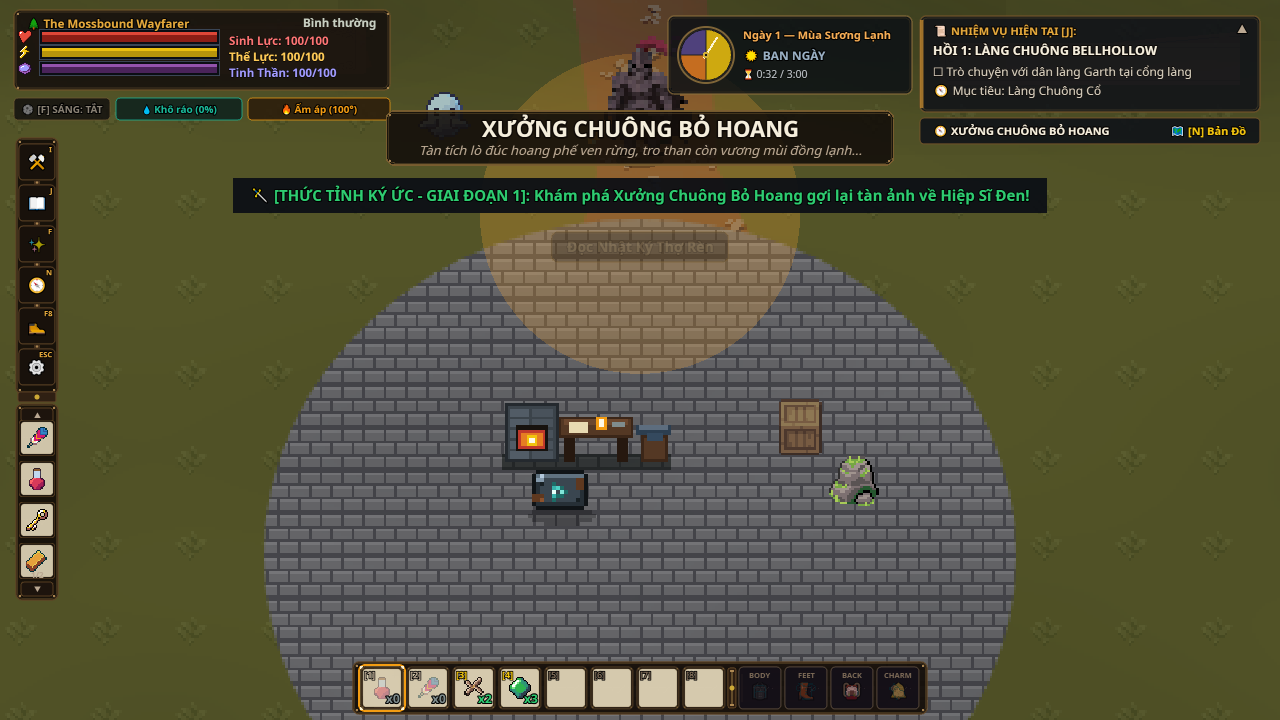 The Mossbound Wayfarer
Bình thường
Sinh Lực: 100/100
Thể Lực: 100/100
Tinh Thần: 100/100
[F] SÁNG: TẮT
Khô ráo (0%)
Ấm áp (100°)
Ngày 1 — Mùa Sương Lạnh
BAN NGÀY
0:32 / 3:00
NHIỆM VỤ HIỆN TẠI [J]:
HỒI 1: LÀNG CHUÔNG BELLHOLLOW
☐ Trò chuyện với dân làng Garth tại cổng làng
Mục tiêu: Làng Chuông Cổ
XƯỞNG CHUÔNG BỎ HOANG
[N] Bản Đồ
XƯỞNG CHUÔNG BỎ HOANG
Tàn tích lò đúc hoang phế ven rừng, tro than còn vương mùi đồng lạnh...
[THỨC TỈNH KÝ ỨC - GIAI ĐOẠN 1]: Khám phá Xưởng Chuông Bỏ Hoang gợi lại tàn ảnh về Hiệp Sĩ Đen!
Đọc Nhật Ký Thợ Rèn
I
J
F
N
F8
ESC
▲
▼
[1] x0
[2] x0
[3] x2
[4] x3
[5]
[6]
[7]
[8]
BODY
FEET
BACK
CHARM